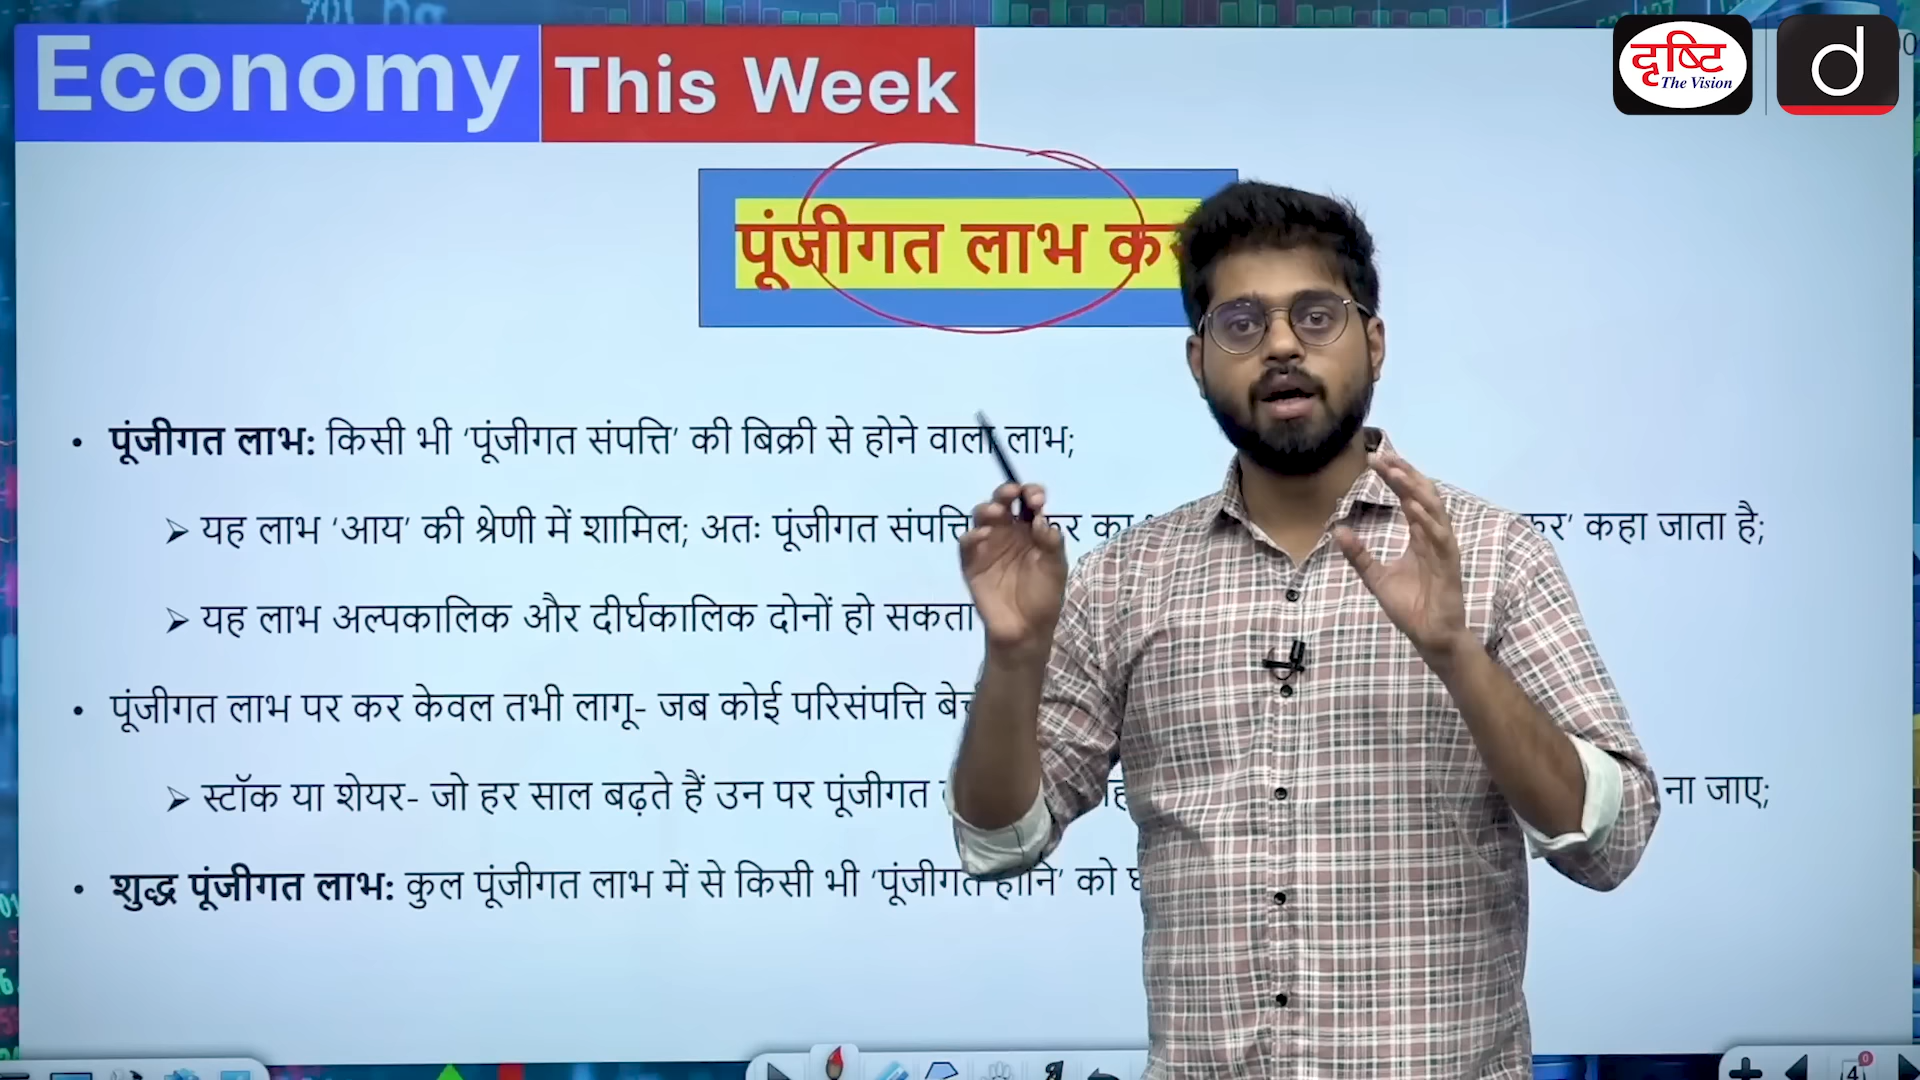 Economy This Week
दृष्टि
The Vision
d
पूंजीगत लाभ
• पूंजीगत लाभ: किसी भी ‘पूंजीगत संपत्ति’ की बिक्री से होने वाला लाभ;
➢ यह लाभ ‘आय’ की श्रेणी में शामिल; अतः पूंजीगत संपत्ति कर’ कहा जाता है;
➢ यह लाभ अल्पकालिक और दीर्घकालिक दोनों हो सकता
• पूंजीगत लाभ पर कर केवल तभी लागू- जब कोई परिसंपत्ति
➢ स्टॉक या शेयर- जो हर साल बढ़ते हैं उन पर पूंजीगत ना जाए;
• शुद्ध पूंजीगत लाभ: कुल पूंजीगत लाभ में से किसी भी ‘पूंजीगत हानि’ को
4